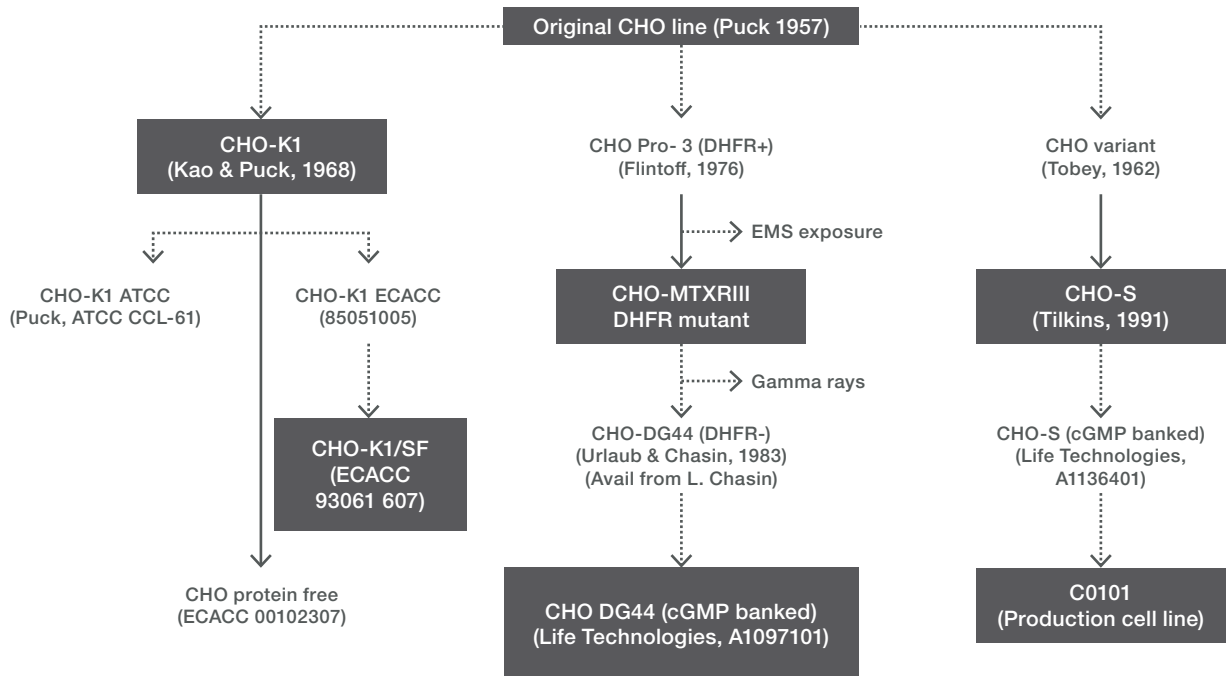 Original CHO line (Puck 1957)
CHO-K1
(Kao & Puck, 1968)
CHO Pro- 3 (DHFR+)
(Flintoff, 1976)
CHO variant
(Tobey, 1962)
EMS exposure
CHO-K1 ATCC
(Puck, ATCC CCL-61)
CHO-K1 ECACC
(85051005)
CHO-MTXRIII
DHFR mutant
CHO-S
(Tilkins, 1991)
Gamma rays
CHO-K1/SF
(ECACC
93061 607)
CHO-DG44 (DHFR-)
(Urlaub & Chasin, 1983)
(Avail from L. Chasin)
CHO-S (cGMP banked)
(Life Technologies,
A1136401)
CHO protein free
(ECACC 00102307)
CHO DG44 (cGMP banked)
(Life Technologies, A1097101)
C0101
(Production cell line)